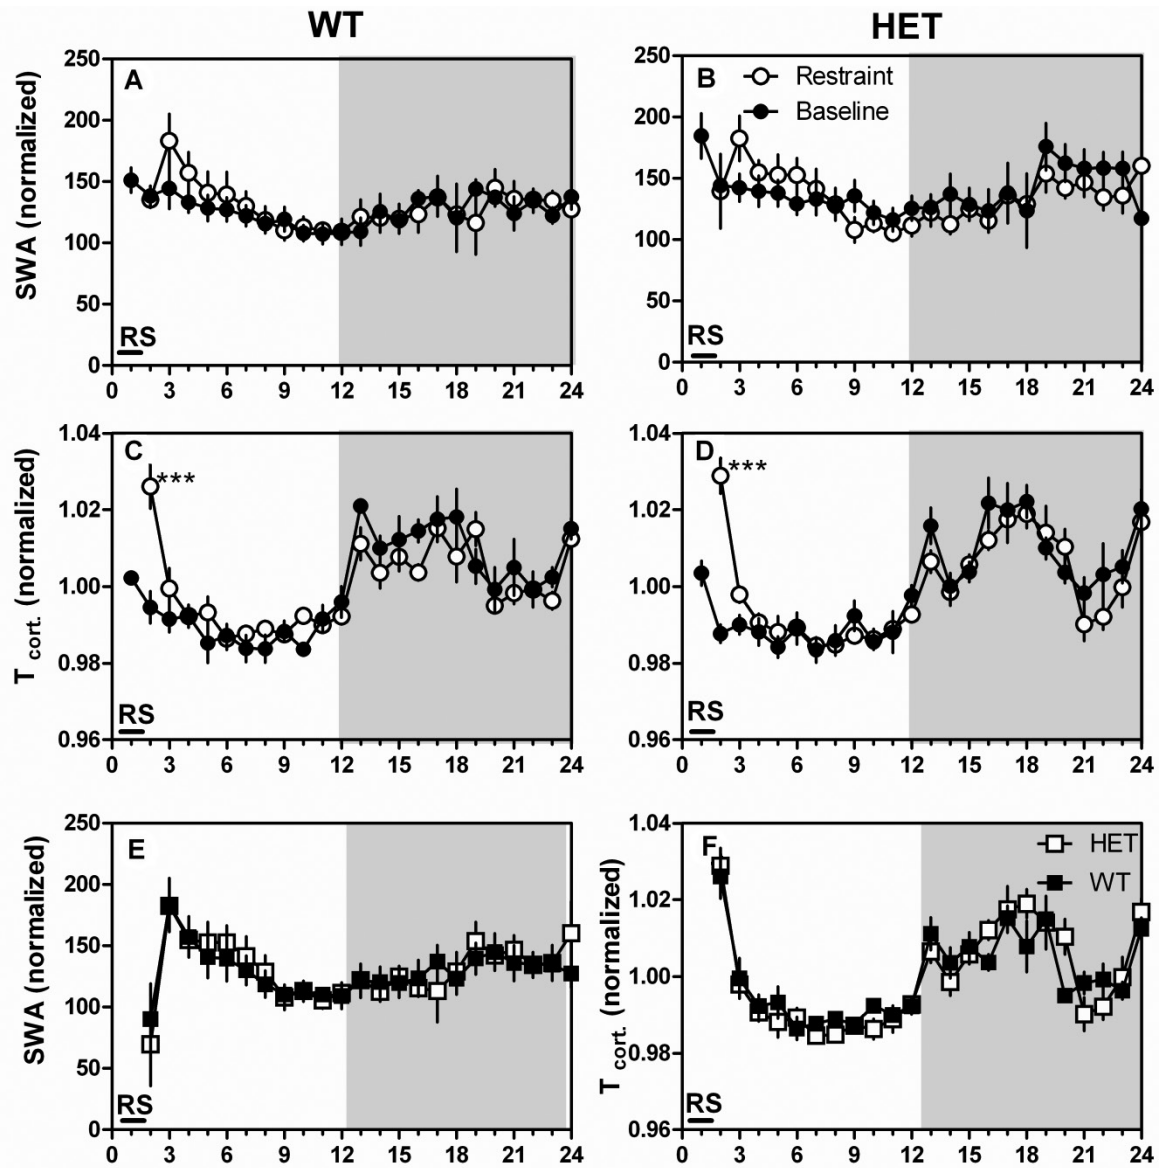 WT
HET
A
SWA (normalized)
250
200
150
100
50
0
RS
0 3 6 9 12 15 18 21 24
B
Restraint
Baseline
250
200
150
100
50
0
RS
0 3 6 9 12 15 18 21 24
C
***
T cort. (normalized)
1.04
1.02
1.00
0.98
0.96
RS
0 3 6 9 12 15 18 21 24
D
***
1.04
1.02
1.00
0.98
0.96
RS
0 3 6 9 12 15 18 21 24
E
SWA (normalized)
250
200
150
100
50
0
RS
0 3 6 9 12 15 18 21 24
F
HET
WT
T cort. (normalized)
1.04
1.02
1.00
0.98
0.96
RS
0 3 6 9 12 15 18 21 24